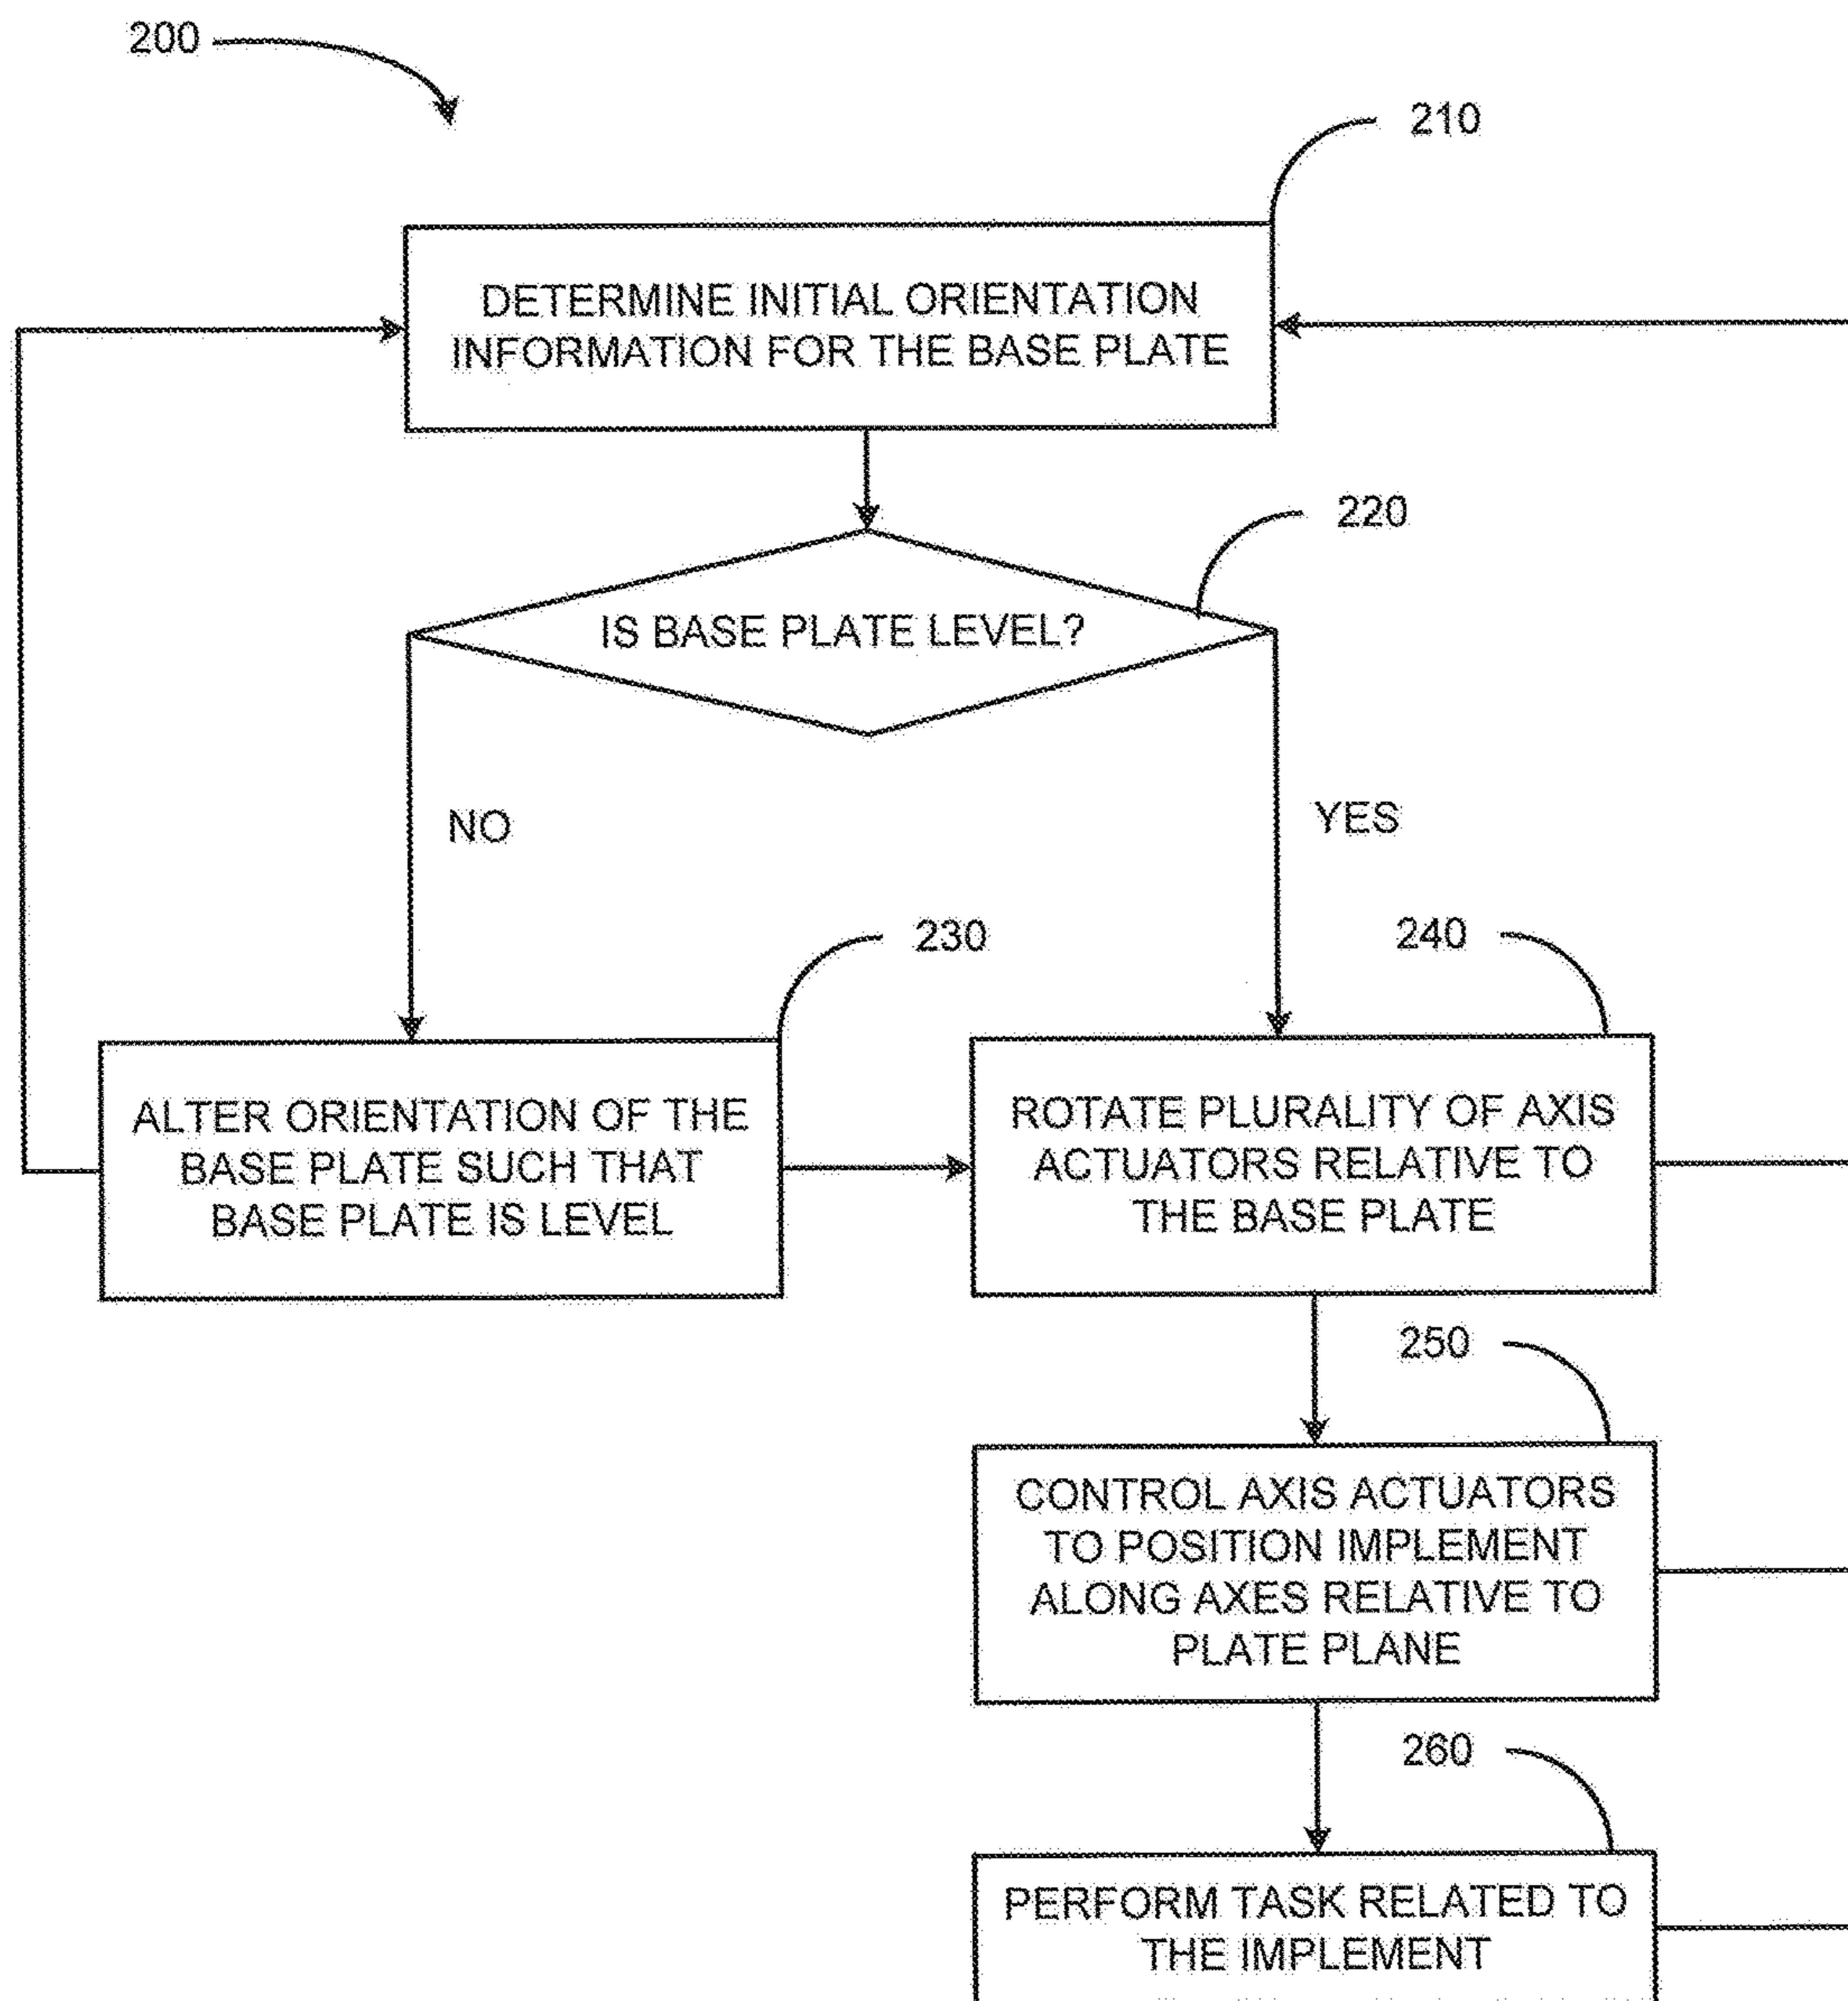 200
210
DETERMINE INITIAL ORIENTATION
INFORMATION FOR THE BASE PLATE
220
IS BASE PLATE LEVEL?
NO
YES
230
240
ALTER ORIENTATION OF THE
BASE PLATE SUCH THAT
BASE PLATE IS LEVEL
ROTATE PLURALITY OF AXIS
ACTUATORS RELATIVE TO
THE BASE PLATE
250
CONTROL AXIS ACTUATORS
TO POSITION IMPLEMENT
ALONG AXES RELATIVE TO
PLATE PLANE
260
PERFORM TASK RELATED TO
THE IMPLEMENT